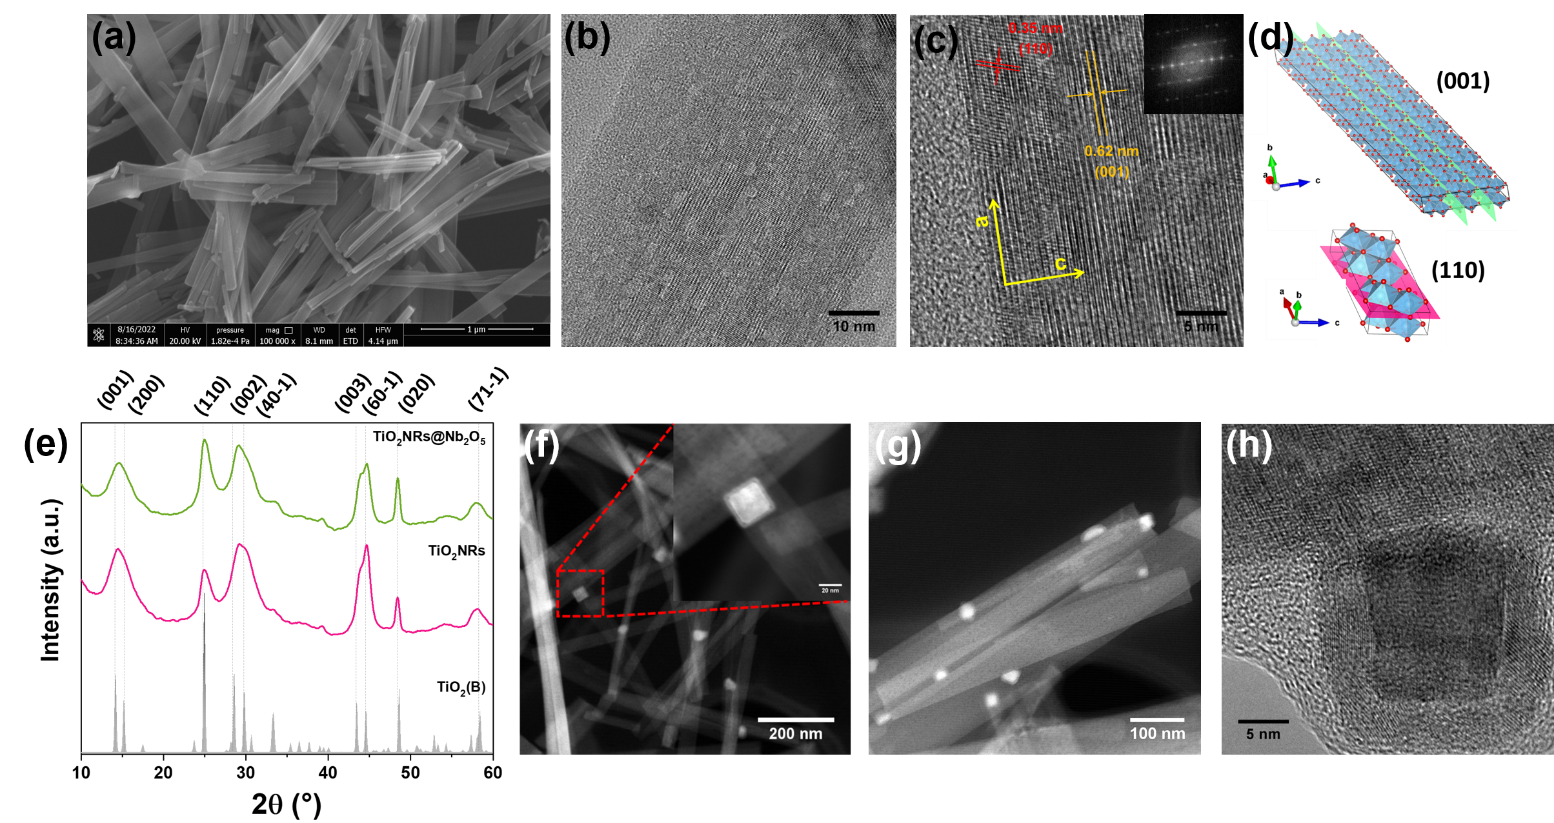 (a)
8/16/2022 HV pressure mag WD det HFW 1 µm
8:34:36 AM 20.00 kV 1.82e-4 Pa 100 000 x 8.1 mm ETD 4.14 µm
(b)
10 nm
(c)
0.35 nm
(110)
0.62 nm
(001)
a
c
5 nm
(d)
(001)
b
a
c
(110)
a
b
c
(e)
(001)
(200)
(110)
(002)
(40-1)
(003)
(60-1)
(020)
(71-1)
TiO2NRs@Nb2O5
TiO2NRs
TiO2(B)
Intensity (a.u.)
10 20 30 40 50 60
2θ (°)
(f)
20 nm
200 nm
(g)
100 nm
(h)
5 nm